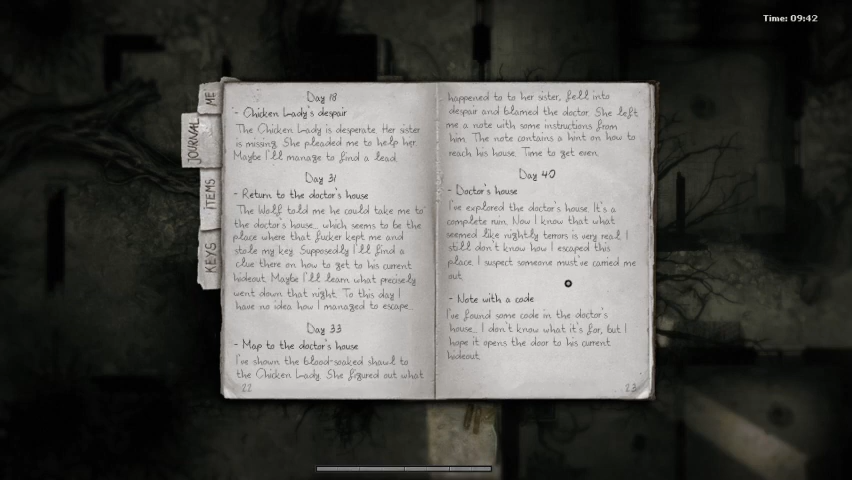 Time: 09:42
ME
JOURNAL
ITEMS
KEYS
Day 18
- Chicken Lady's despair
The Chicken Lady is desperate. Her sister
is missing. She pleaded me to help her.
Maybe I'll manage to find a lead.
Day 31
- Return to the doctor's house
The Wolf told me he could take me to
the doctor's house... which seems to be the
place where that fucker kept me and
stole my key. Supposedly I'll find a
clue there on how to get to his current
hideout. Maybe I'll learn what precisely
went down that night. To this day I
have no idea how I managed to escape...
Day 33
- Map to the doctor's house
I've shown the blood-soaked shawl to
the Chicken Lady. She figured out what
22
happened to to her sister, fell into
despair and blamed the doctor. She left
me a note with some instructions from
him. The note contains a hint on how to
reach his house. Time to get even.
Day 40
- Doctor's house
I've explored the doctor's house. It's a
complete ruin. Now I know that what
seemed like nightly terrors is very real. I
still don't know how I escaped this
place. I suspect someone must've carried me
out.
- Note with a code
I've found some code in the doctor's
house... I don't know what it's for, but I
hope it opens the door to his current
hideout.
23